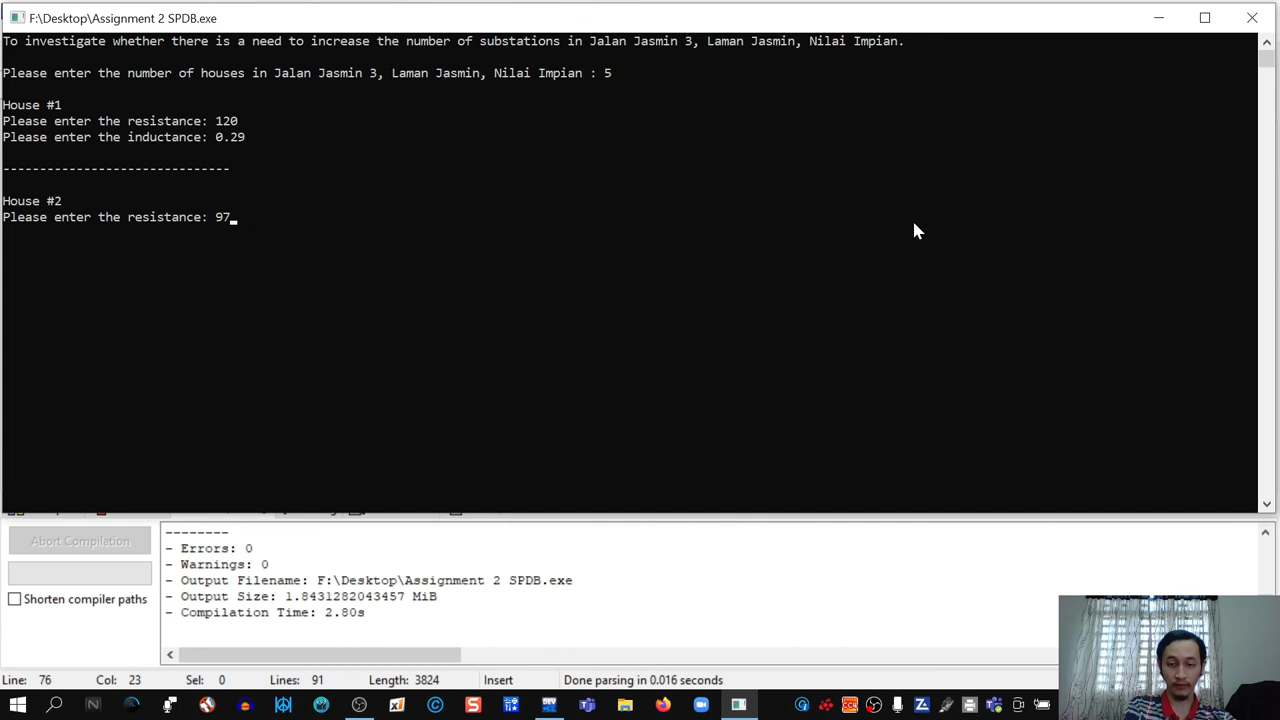 F:\Desktop\Assignment 2 SPDB.exe
To investigate whether there is a need to increase the number of substations in Jalan Jasmin 3, Laman Jasmin, Nilai Impian.
Please enter the number of houses in Jalan Jasmin 3, Laman Jasmin, Nilai Impian : 5
House #1
Please enter the resistance: 120
Please enter the inductance: 0.29
-------------------------------
House #2
Please enter the resistance: 97_
Abort Compilation
Shorten compiler paths
--------
- Errors: 0
- Warnings: 0
- Output Filename: F:\Desktop\Assignment 2 SPDB.exe
- Output Size: 1.8431282043457 MiB
- Compilation Time: 2.80s
Line: 76 Col: 23 Sel: 0 Lines: 91 Length: 3824 Insert Done parsing in 0.016 seconds